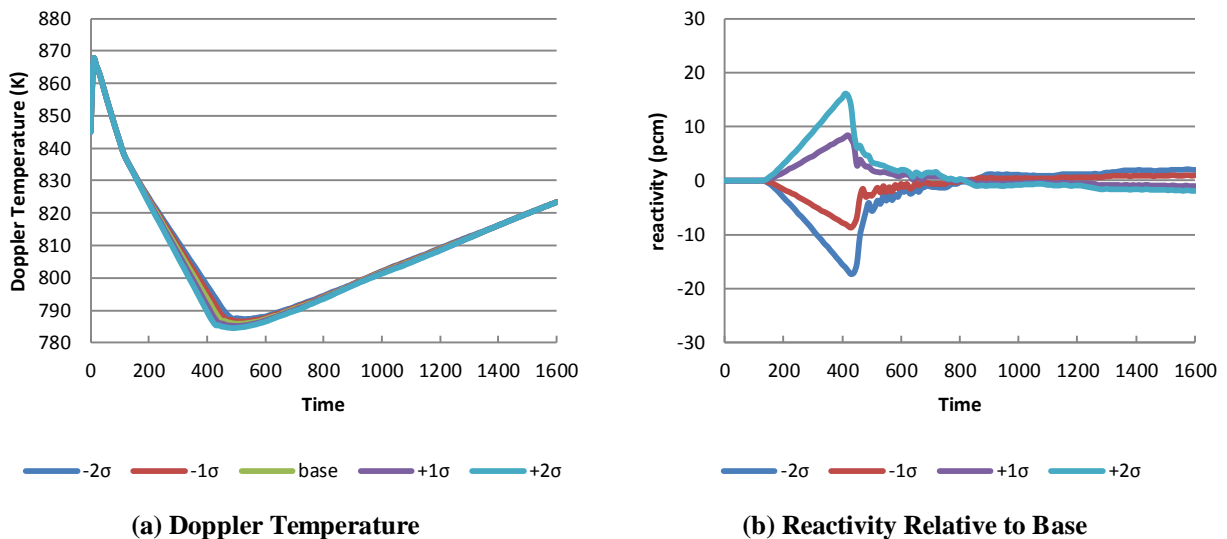 880
870
860
850
840
830
820
810
800
790
780
Doppler Temperature (K)
0 200 400 600 800 1000 1200 1400 1600
Time
-2σ -1σ base +1σ +2σ
(a) Doppler Temperature
30
20
10
0
-10
-20
-30
reactivity (pcm)
0 200 400 600 800 1000 1200 1400 1600
Time
-2σ -1σ +1σ +2σ
(b) Reactivity Relative to Base